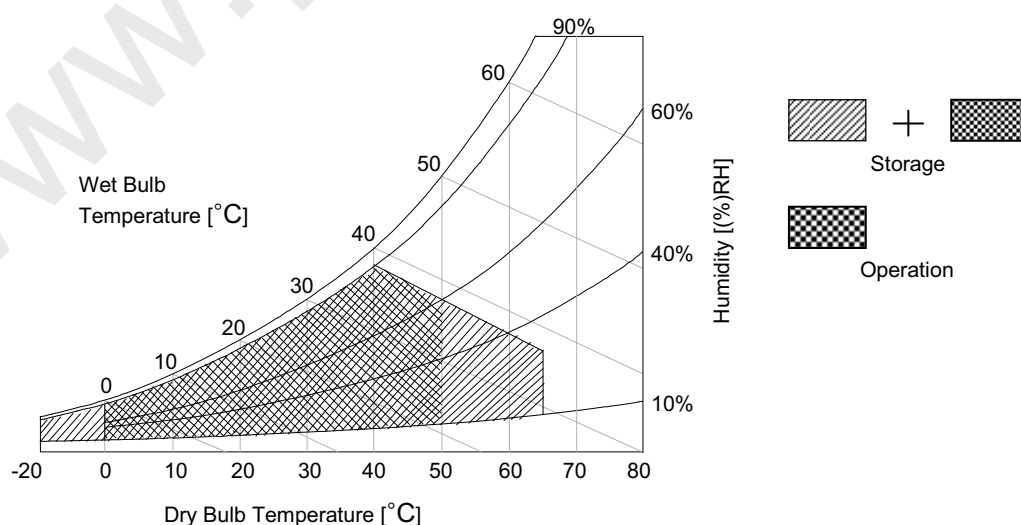 90%
60
60%
50
Wet Bulb
Temperature [°C]
Humidity [(%)RH]
Storage
40
40%
30
Operation
20
10
0
10%
-20 0 10 20 30 40 50 60 70 80
Dry Bulb Temperature [°C]